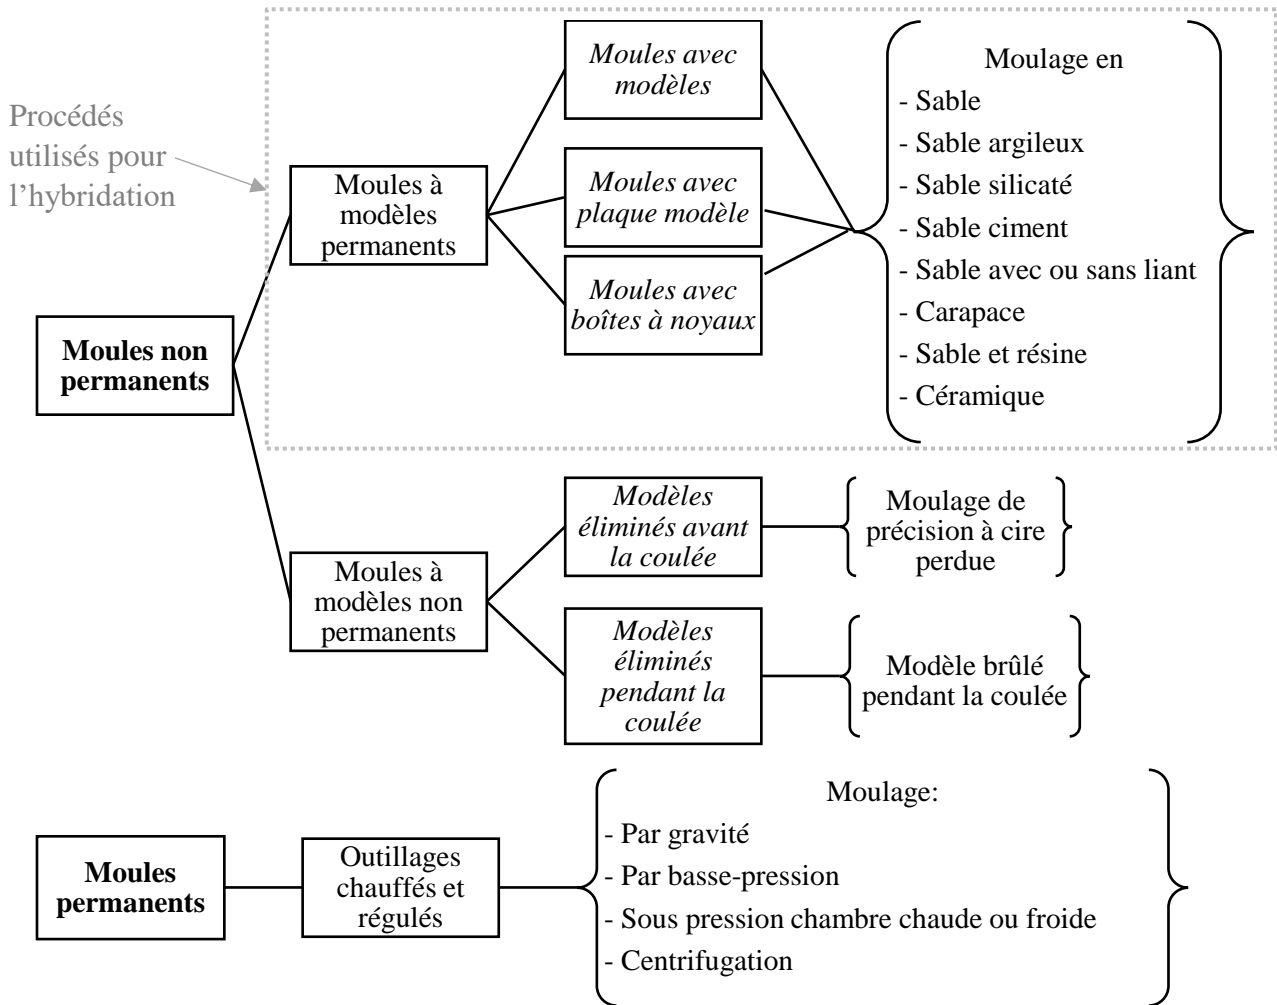 Procédés
utilisés pour
l’hybridation
Moules non
permanents
Moules à
modèles
permanents
Moules avec
modèles
Moules avec
plaque modèle
Moules avec
boîtes à noyaux
Moulage en
- Sable
- Sable argileux
- Sable silicaté
- Sable ciment
- Sable avec ou sans liant
- Carapace
- Sable et résine
- Céramique
Moules à
modèles non
permanents
Modèles
éliminés avant
la coulée
Moulage de
précision à cire
perdue
Modèles
éliminés
pendant la
coulée
Modèle brûlé
pendant la coulée
Moules
permanents
Outillages
chauffés et
régulés
Moulage:
- Par gravité
- Par basse-pression
- Sous pression chambre chaude ou froide
- Centrifugation